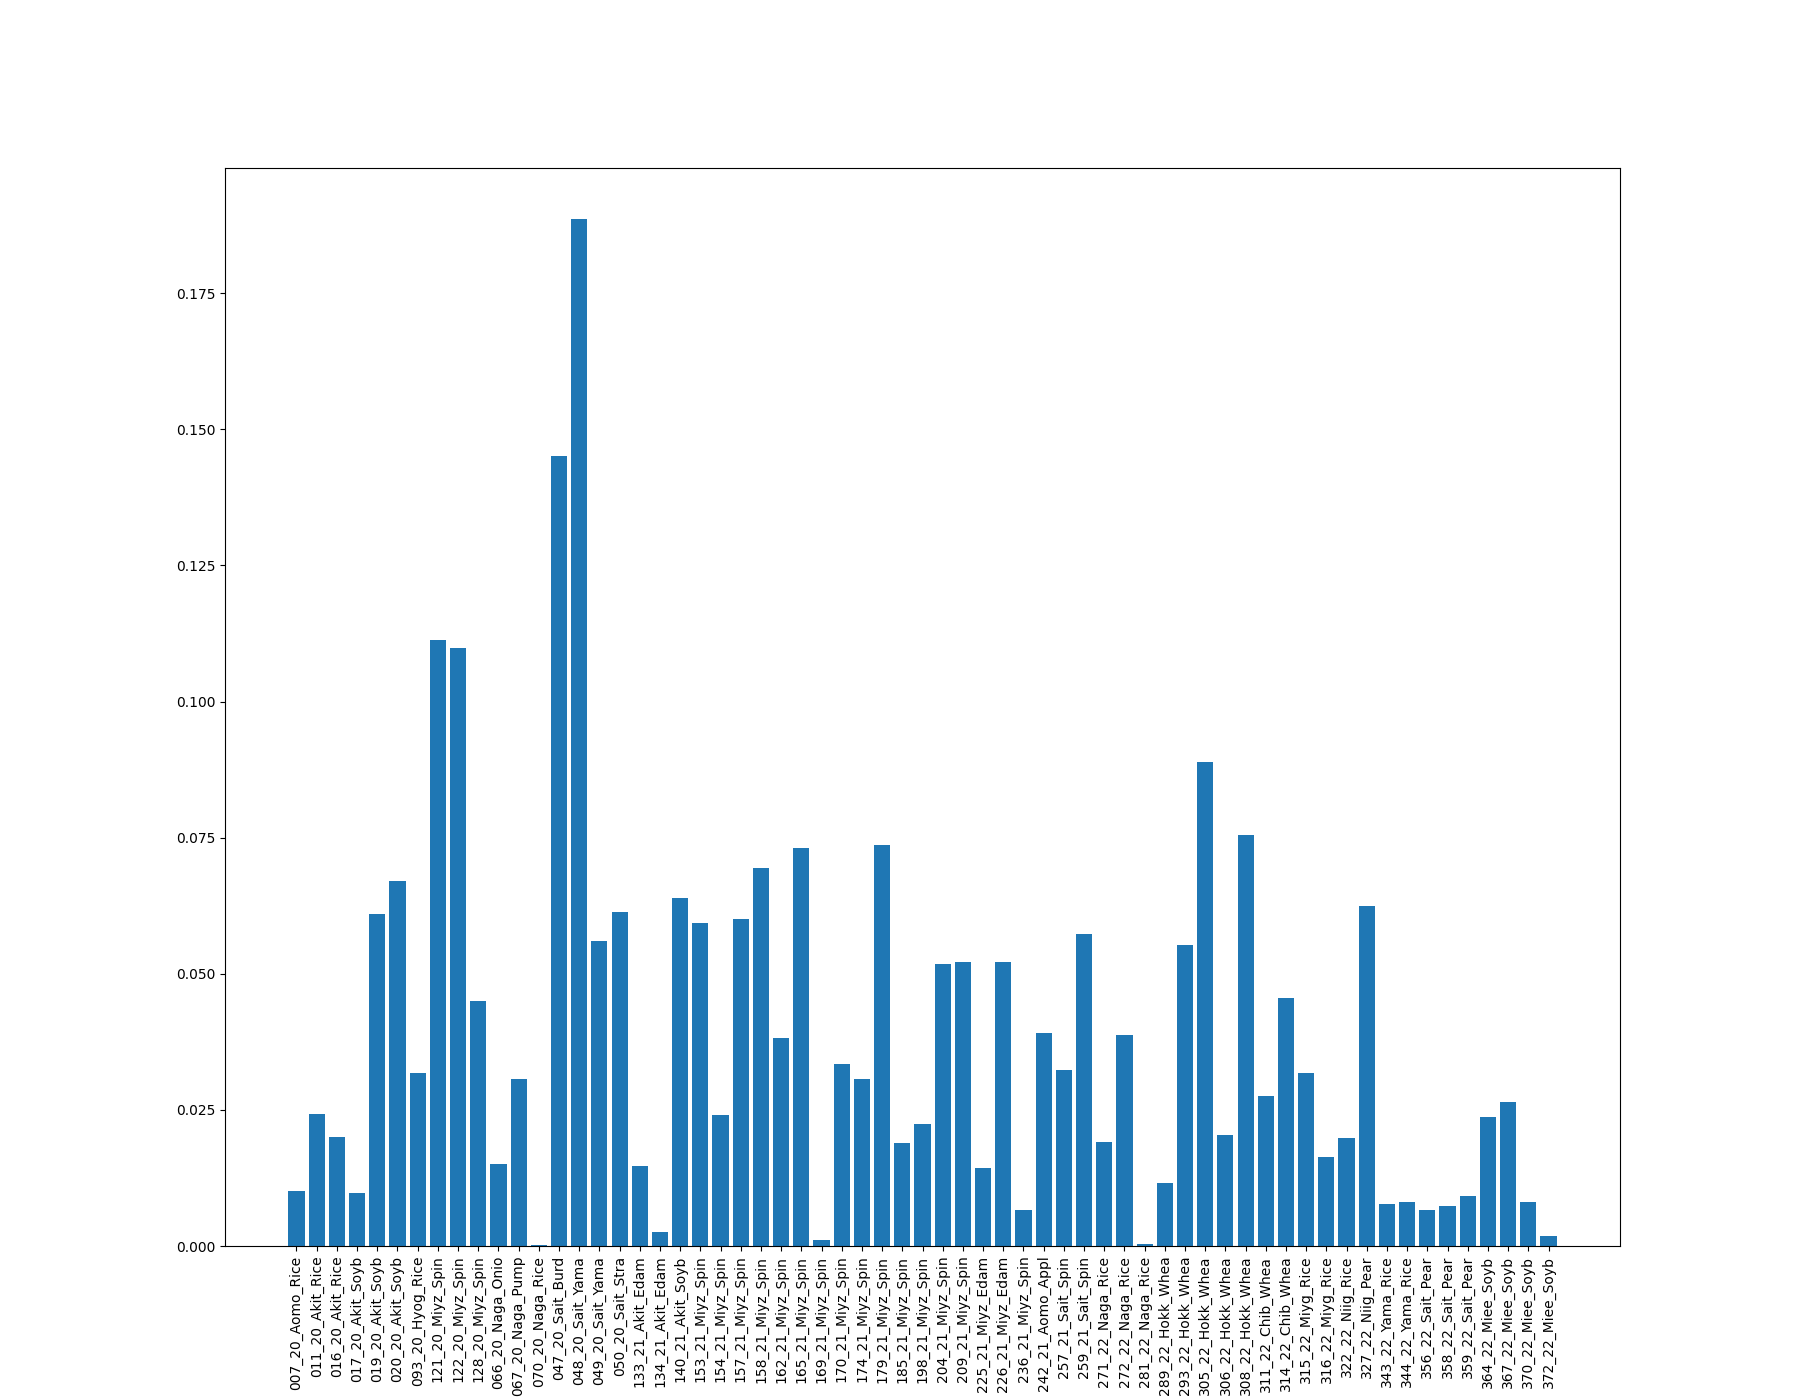 0.175
0.150
0.125
0.100
0.075
0.050
0.025
0.000
007_20_Aomo_Rice
011_20_Akit_Rice
016_20_Akit_Rice
017_20_Akit_Soyb
019_20_Akit_Soyb
020_20_Akit_Soyb
093_20_Hyog_Rice
121_20_Miyz_Spin
122_20_Miyz_Spin
128_20_Miyz_Spin
066_20_Naga_Onio
067_20_Naga_Pump
070_20_Naga_Rice
047_20_Sait_Burd
048_20_Sait_Yama
049_20_Sait_Yama
050_20_Sait_Stra
133_21_Akit_Edam
134_21_Akit_Edam
140_21_Akit_Soyb
153_21_Miyz_Spin
154_21_Miyz_Spin
157_21_Miyz_Spin
158_21_Miyz_Spin
162_21_Miyz_Spin
165_21_Miyz_Spin
169_21_Miyz_Spin
170_21_Miyz_Spin
174_21_Miyz_Spin
179_21_Miyz_Spin
185_21_Miyz_Spin
198_21_Miyz_Spin
204_21_Miyz_Spin
209_21_Miyz_Spin
225_21_Miyz_Edam
226_21_Miyz_Edam
236_21_Miyz_Spin
242_21_Aomo_Appl
257_21_Sait_Spin
259_21_Sait_Spin
271_22_Naga_Rice
272_22_Naga_Rice
281_22_Naga_Rice
289_22_Hokk_Whea
293_22_Hokk_Whea
305_22_Hokk_Whea
306_22_Hokk_Whea
308_22_Hokk_Whea
311_22_Chib_Whea
314_22_Chib_Whea
315_22_Miyg_Rice
316_22_Miyg_Rice
322_22_Niig_Rice
327_22_Niig_Pear
343_22_Yama_Rice
344_22_Yama_Rice
356_22_Sait_Pear
358_22_Sait_Pear
359_22_Sait_Pear
364_22_Miee_Soyb
367_22_Miee_Soyb
370_22_Miee_Soyb
372_22_Miee_Soyb